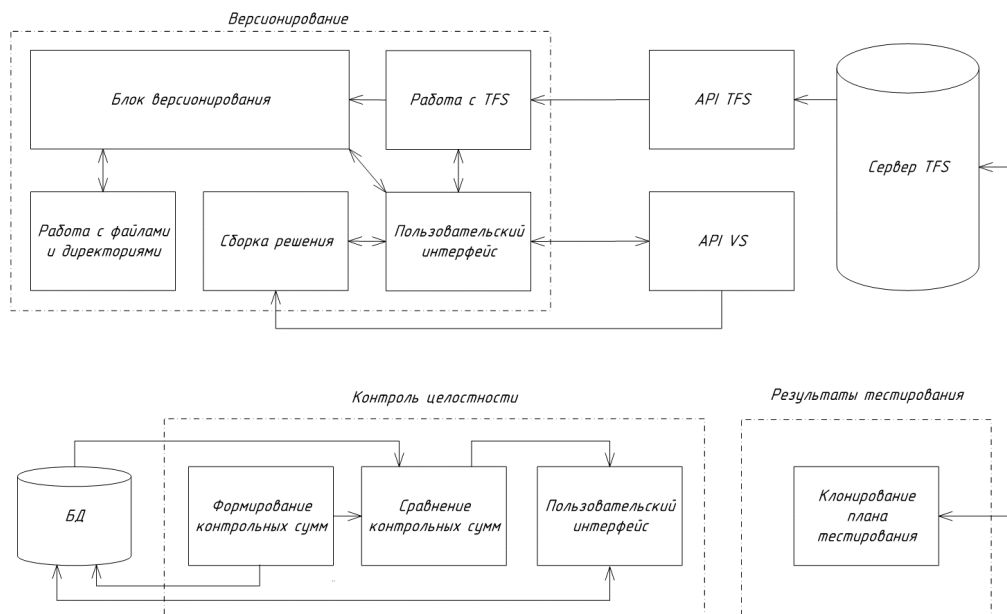 Версионирование
Блок версионирования
Работа с TFS
API TFS
Сервер TFS
Работа с файлами
и директориями
Сборка решения
Пользовательский
интерфейс
API VS
Контроль целостности
Результаты тестирования
БД
Формирование
контрольных сумм
Сравнение
контрольных сумм
Пользовательский
интерфейс
Клонирование
плана
тестирования